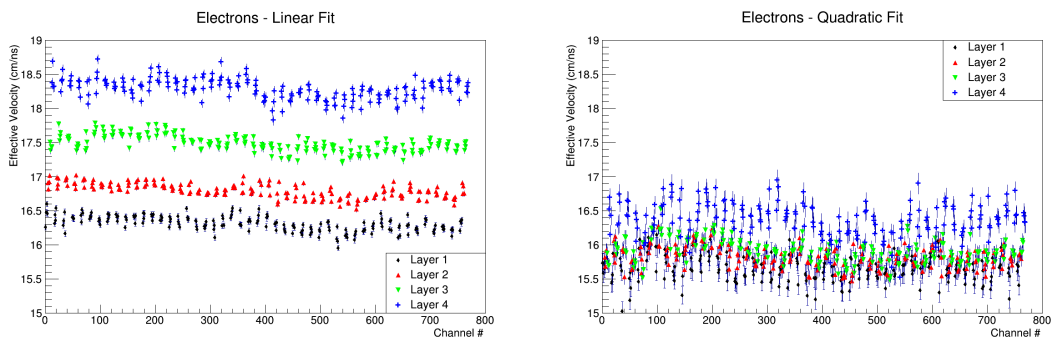 Electrons - Linear Fit
Effective Velocity (cm/ns)
19
18.5
18
17.5
17
16.5
16
15.5
15
0
100
200
300
400
500
600
700
800
Channel #
Layer 1
Layer 2
Layer 3
Layer 4
Electrons - Quadratic Fit
Effective Velocity (cm/ns)
19
18.5
18
17.5
17
16.5
16
15.5
15
0
100
200
300
400
500
600
700
800
Channel #
Layer 1
Layer 2
Layer 3
Layer 4